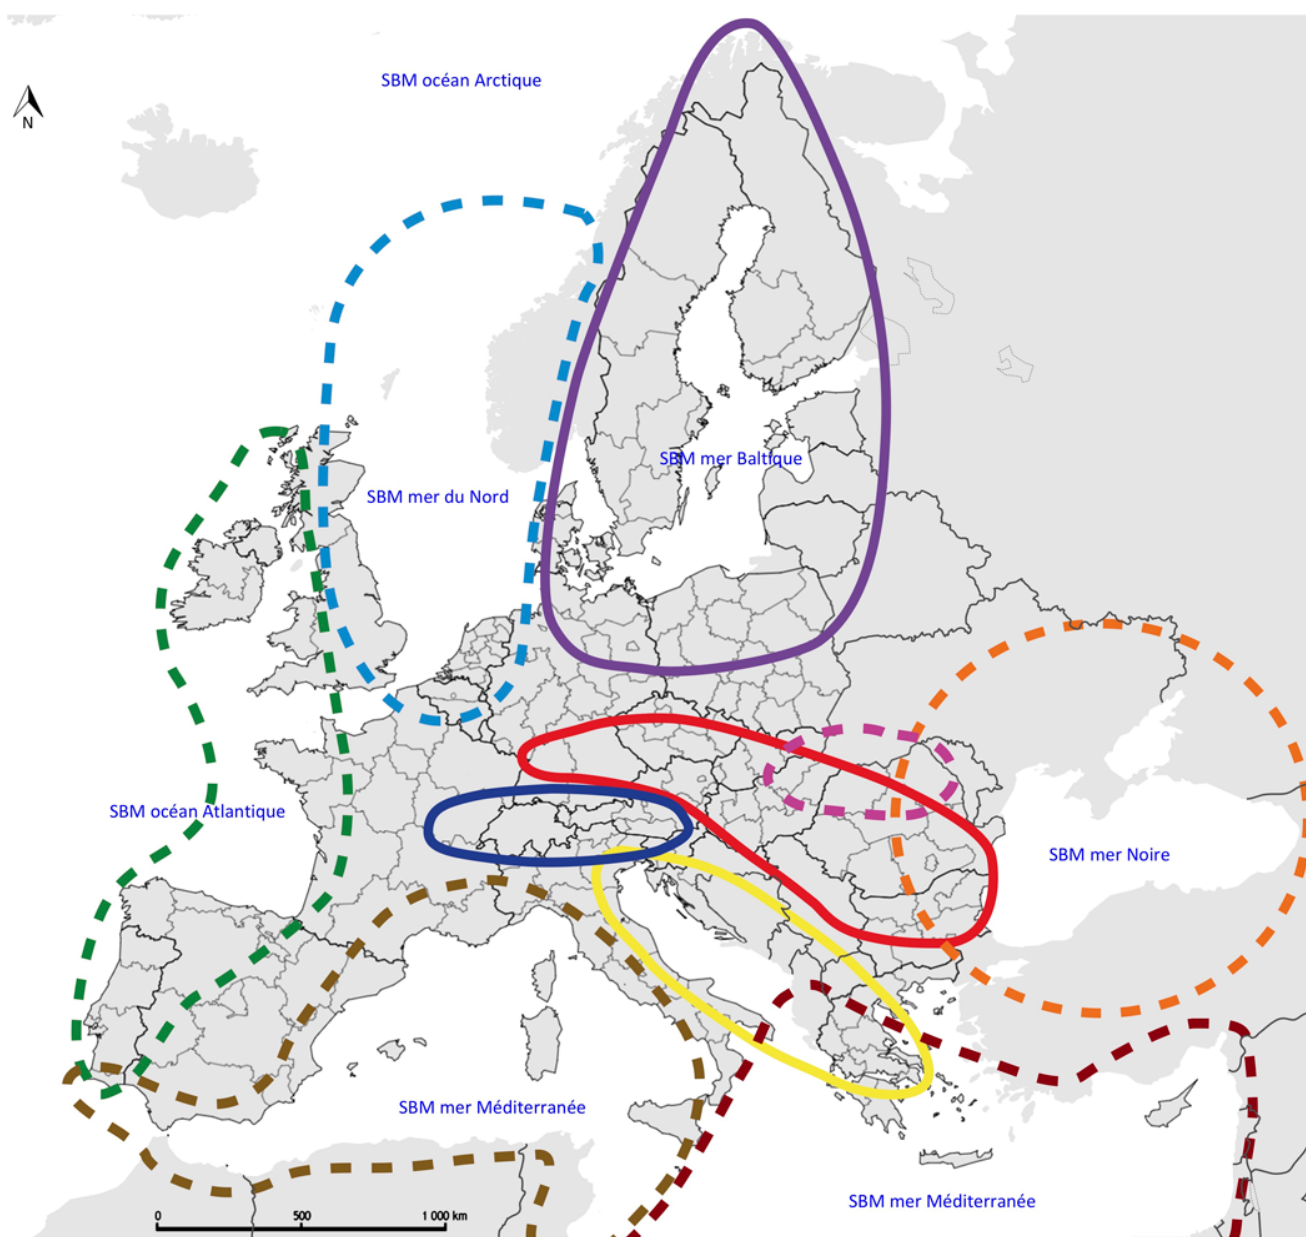 SBM océan Arctique
N
SBM mer Baltique
SBM mer du Nord
SBM océan Atlantique
SBM mer Noire
SBM mer Méditerranée
SBM mer Méditerranée
0 500 1 000 km